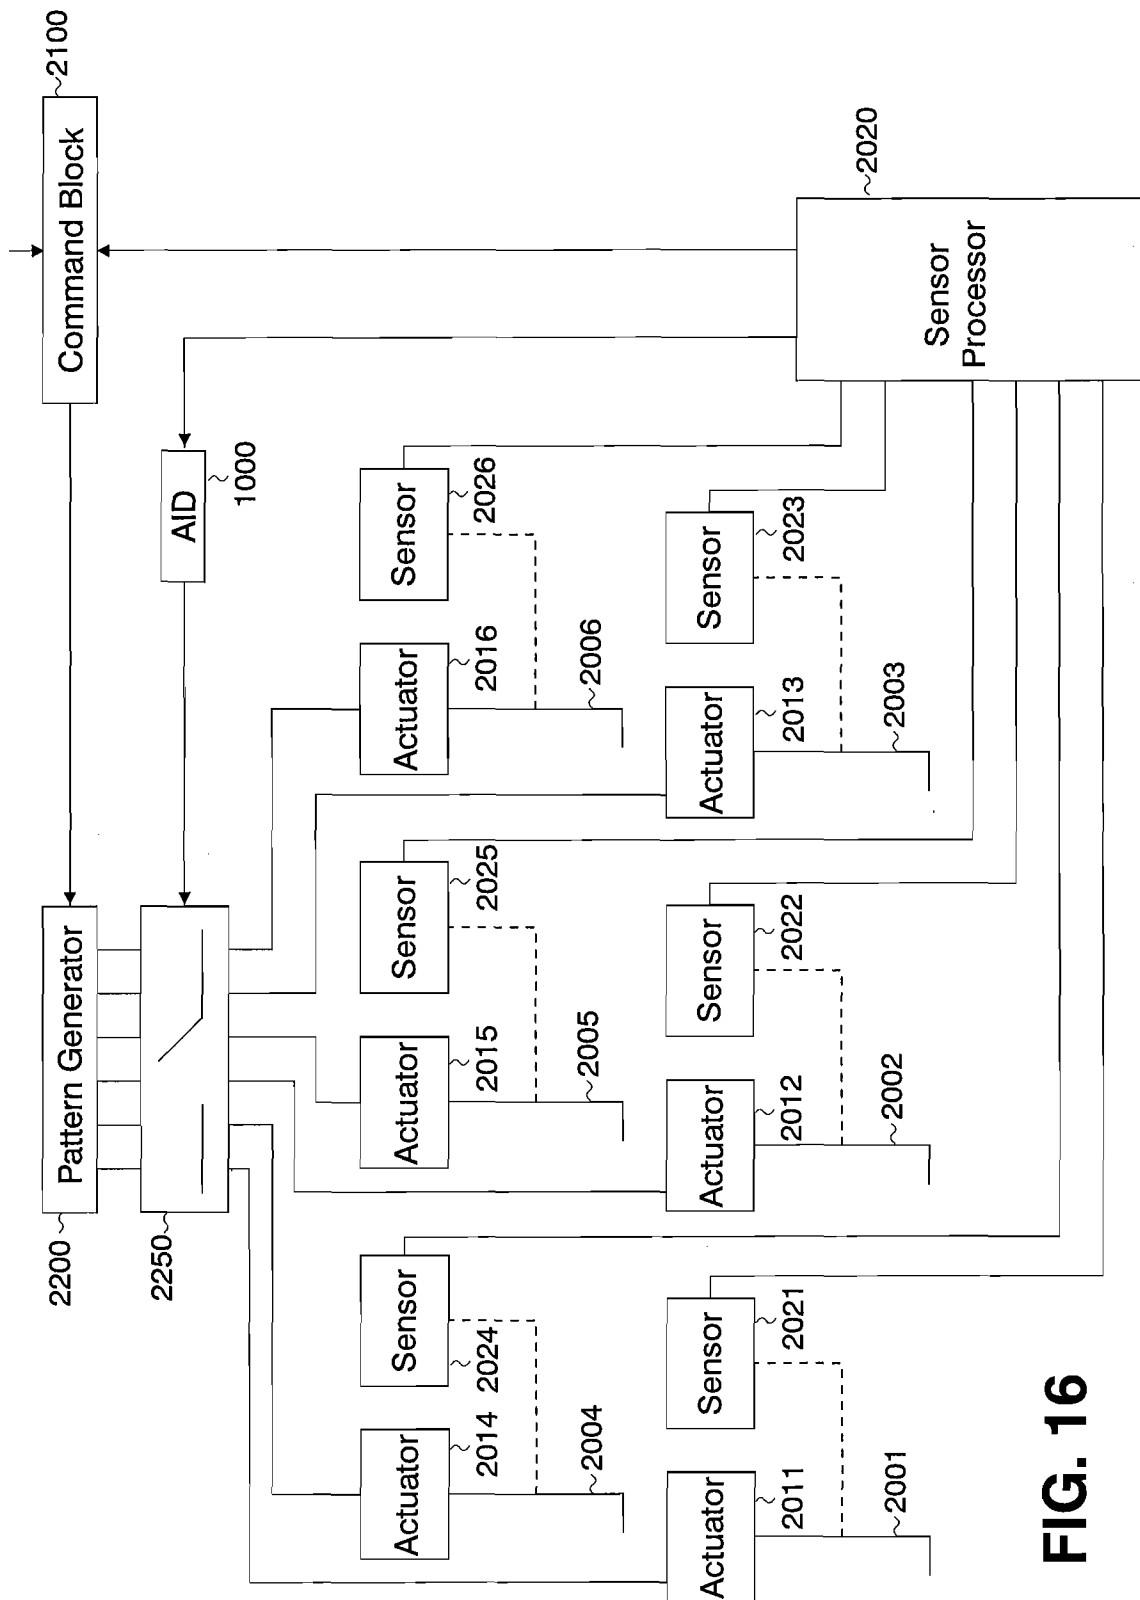 2100
Command Block
AID
1000
2200
Pattern Generator
2250
Actuator
2014
Sensor
2024
2004
Actuator
2015
Sensor
2025
2005
Actuator
2016
Sensor
2026
2006
Actuator
2011
Sensor
2021
2001
Actuator
2012
Sensor
2022
2002
Actuator
2013
Sensor
2023
2003
2020
Sensor
Processor
FIG. 16